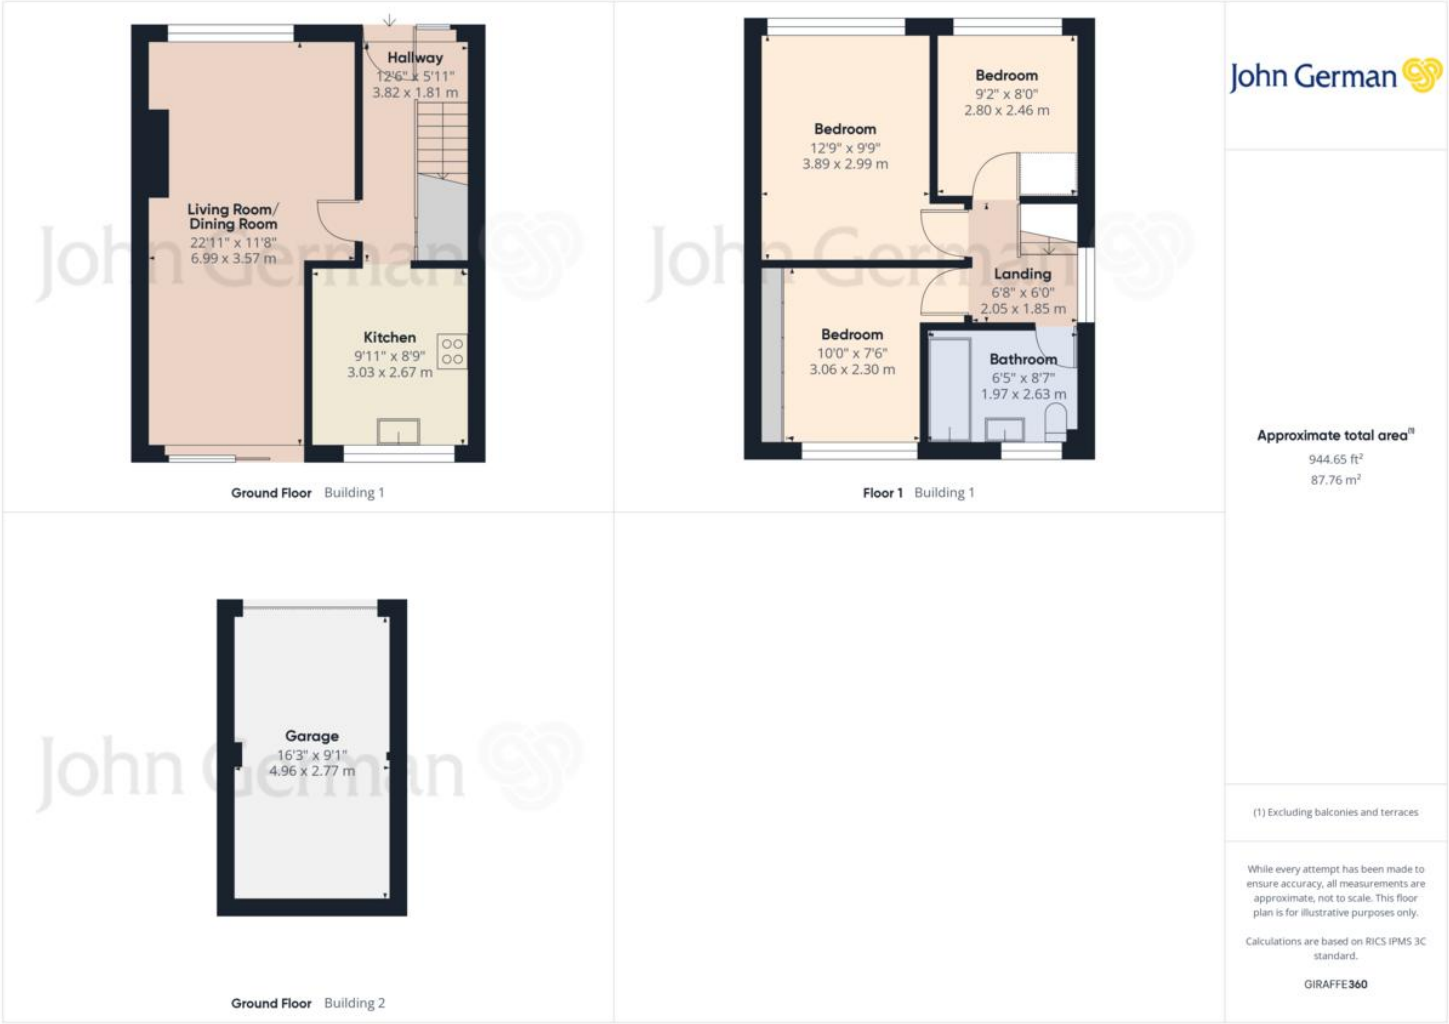 Hallway
12'6" x 5'11"
3.82 x 1.81 m
Living Room/
Dining Room
22'11" x 11'8"
6.99 x 3.57 m
Kitchen
9'11" x 8'9"
3.03 x 2.67 m
John German
Ground Floor Building 1
Bedroom
9'2" x 8'0"
2.80 x 2.46 m
Bedroom
12'9" x 9'9"
3.89 x 2.99 m
Landing
6'8" x 6'0"
2.05 x 1.85 m
Bedroom
10'0" x 7'6"
3.06 x 2.30 m
Bathroom
6'5" x 8'7"
1.97 x 2.63 m
John German
Floor 1 Building 1
Garage
16'3" x 9'1"
4.96 x 2.77 m
John German
Ground Floor Building 2
John German
Approximate total area(1)
944.65 ft²
87.76 m²
(1) Excluding balconies and terraces
While every attempt has been made to
ensure accuracy, all measurements are
approximate, not to scale. This floor
plan is for illustrative purposes only.
Calculations are based on RICS IPMS 3C
standard.
GIRAFFE360